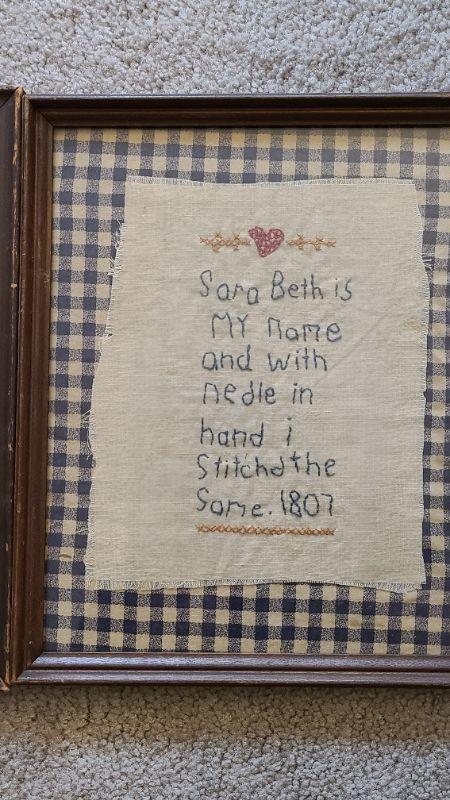 Sara Beth is
MY name
and with
nedle in
hand i
Stitchd the
Same. 1807